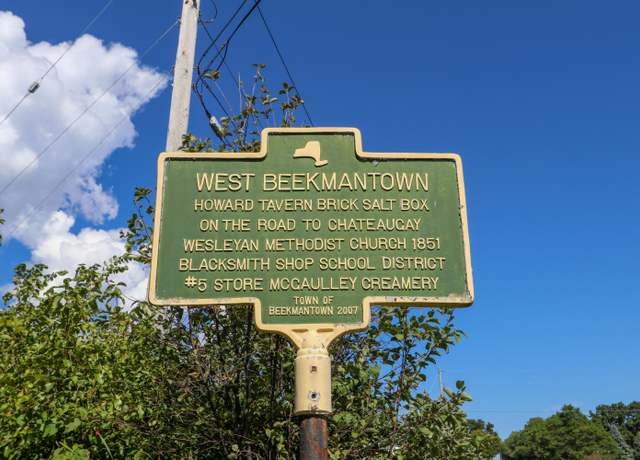 WEST BEEKMANTOWN
HOWARD TAVERN BRICK SALT BOX
ON THE ROAD TO CHATEAUGAY
WESLEYAN METHODIST CHURCH 1851
BLACKSMITH SHOP SCHOOL DISTRICT
#5 STORE MCGAULLEY CREAMERY
TOWN OF
BEEKMANTOWN 2007